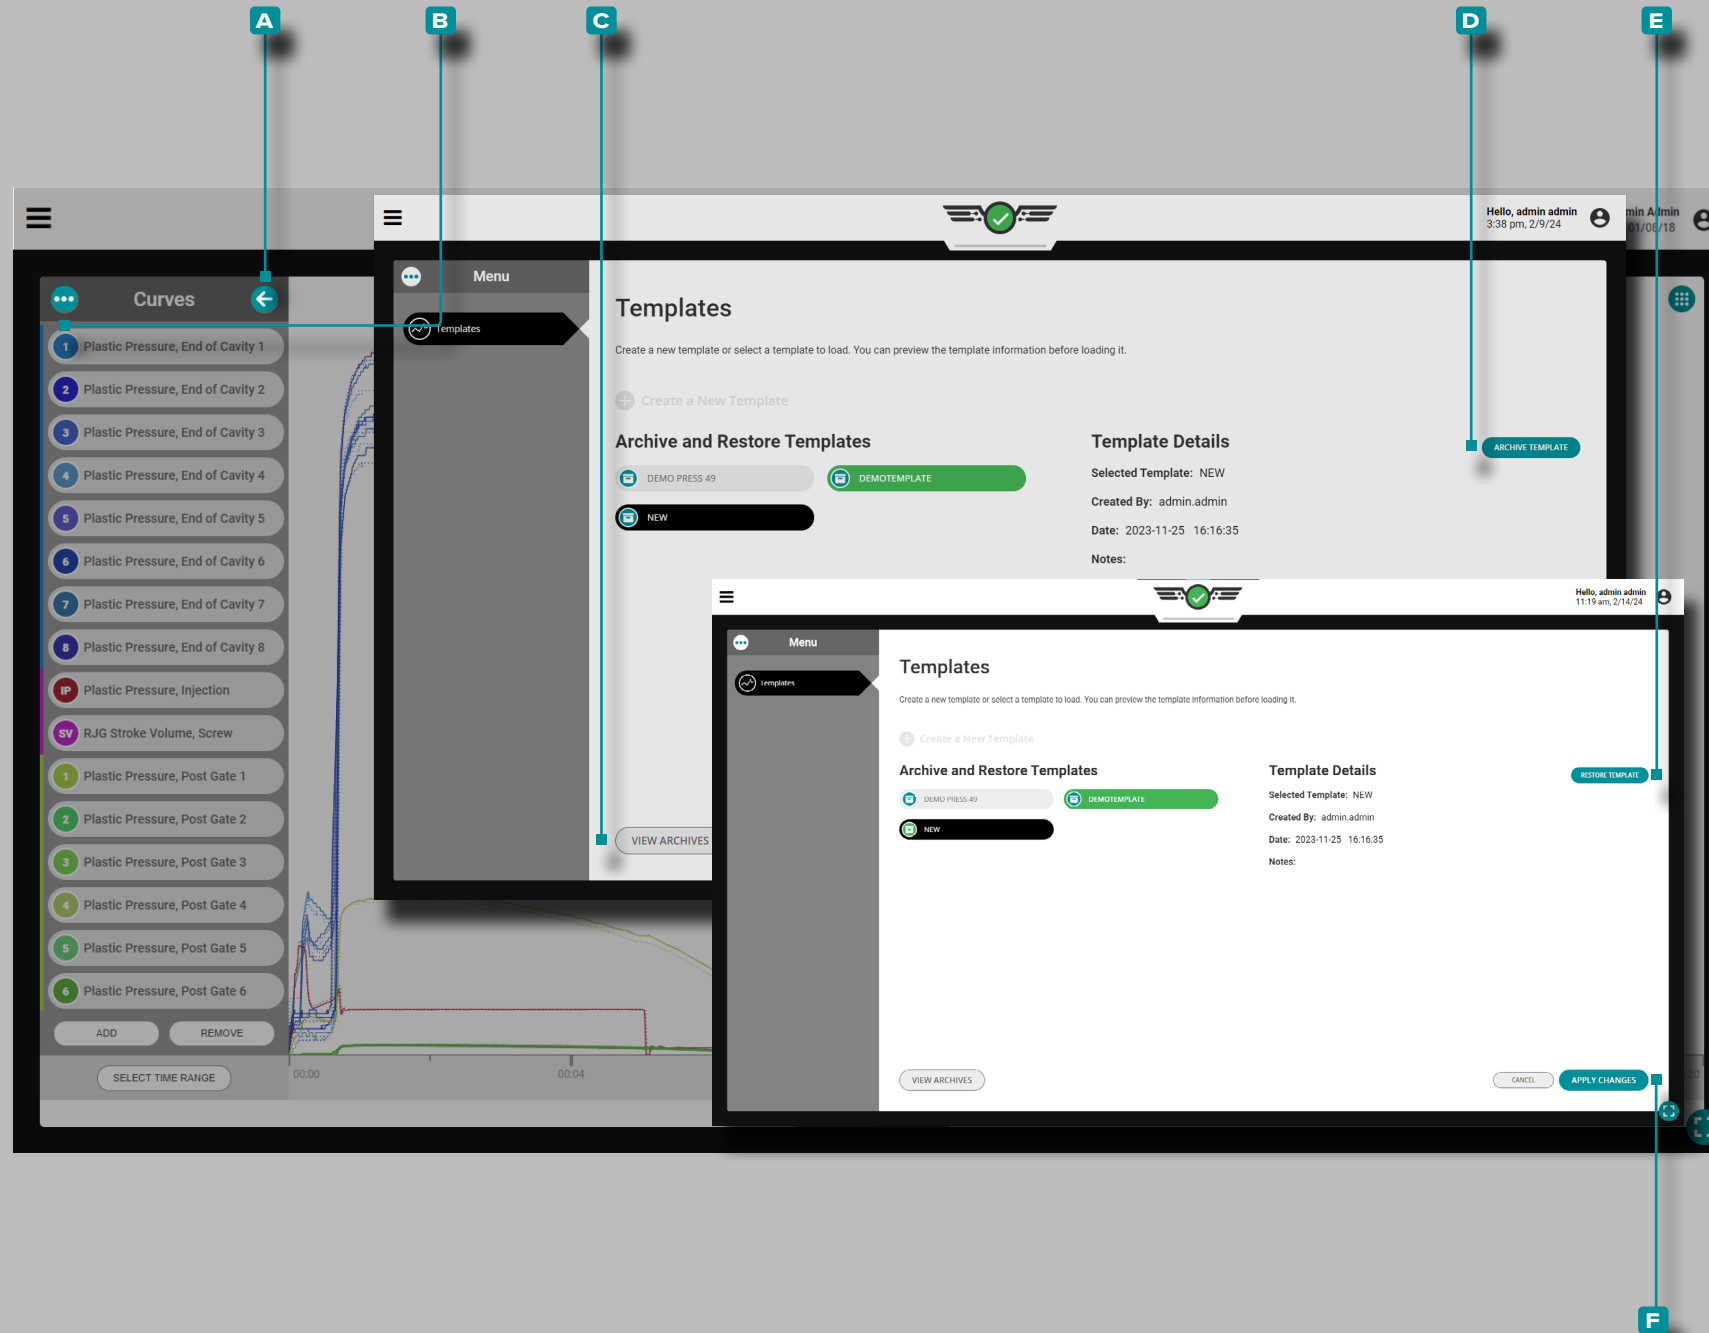 A
B
C
D
E
Hello, admin admin
3:38 pm, 2/9/24
min Admin
01/08/18
Curves
1 Plastic Pressure, End of Cavity 1
2 Plastic Pressure, End of Cavity 2
3 Plastic Pressure, End of Cavity 3
4 Plastic Pressure, End of Cavity 4
5 Plastic Pressure, End of Cavity 5
6 Plastic Pressure, End of Cavity 6
7 Plastic Pressure, End of Cavity 7
8 Plastic Pressure, End of Cavity 8
IP Plastic Pressure, Injection
SV RJG Stroke Volume, Screw
1 Plastic Pressure, Post Gate 1
2 Plastic Pressure, Post Gate 2
3 Plastic Pressure, Post Gate 3
4 Plastic Pressure, Post Gate 4
5 Plastic Pressure, Post Gate 5
6 Plastic Pressure, Post Gate 6
ADD REMOVE
SELECT TIME RANGE
00:00 00:04
Menu
Templates
Templates
Create a new template or select a template to load. You can preview the template information before loading it.
Create a New Template
Archive and Restore Templates
DEMO PRESS 49 DEMOTEMPLATE
NEW
Template Details
ARCHIVE TEMPLATE
Selected Template: NEW
Created By: admin.admin
Date: 2023-11-25 16:16:35
Notes:
VIEW ARCHIVES
Hello, admin admin
11:19 am, 2/14/24
Menu
Templates
Templates
Create a new template or select a template to load. You can preview the template information before loading it.
Create a New Template
Archive and Restore Templates
DEMO PRESS 49 DEMOTEMPLATE
NEW
Template Details
RESTORE TEMPLATE
Selected Template: NEW
Created By: admin.admin
Date: 2023-11-25 16:16:35
Notes:
VIEW ARCHIVES
CANCEL APPLY CHANGES
F